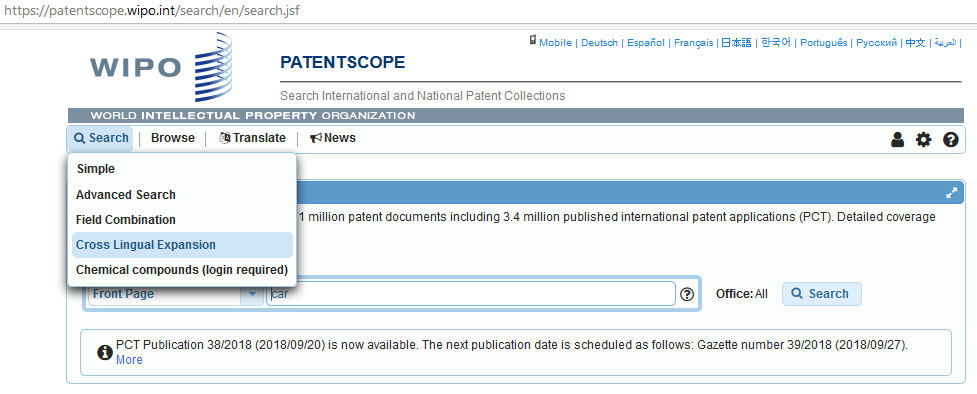 https://patentscope.wipo.int/search/en/search.jsf
Mobile | Deutsch | Español | Français | 日本語 | 한국어 | Português | Русский | 中文 | العربية |
WIPO
PATENTSCOPE
Search International and National Patent Collections
WORLD INTELLECTUAL PROPERTY ORGANIZATION
Search Browse Translate News
Simple
Advanced Search
Field Combination
1 million patent documents including 3.4 million published international patent applications (PCT). Detailed coverage
Cross Lingual Expansion
Chemical compounds (login required)
Front Page car Office: All Search
PCT Publication 38/2018 (2018/09/20) is now available. The next publication date is scheduled as follows: Gazette number 39/2018 (2018/09/27).
More